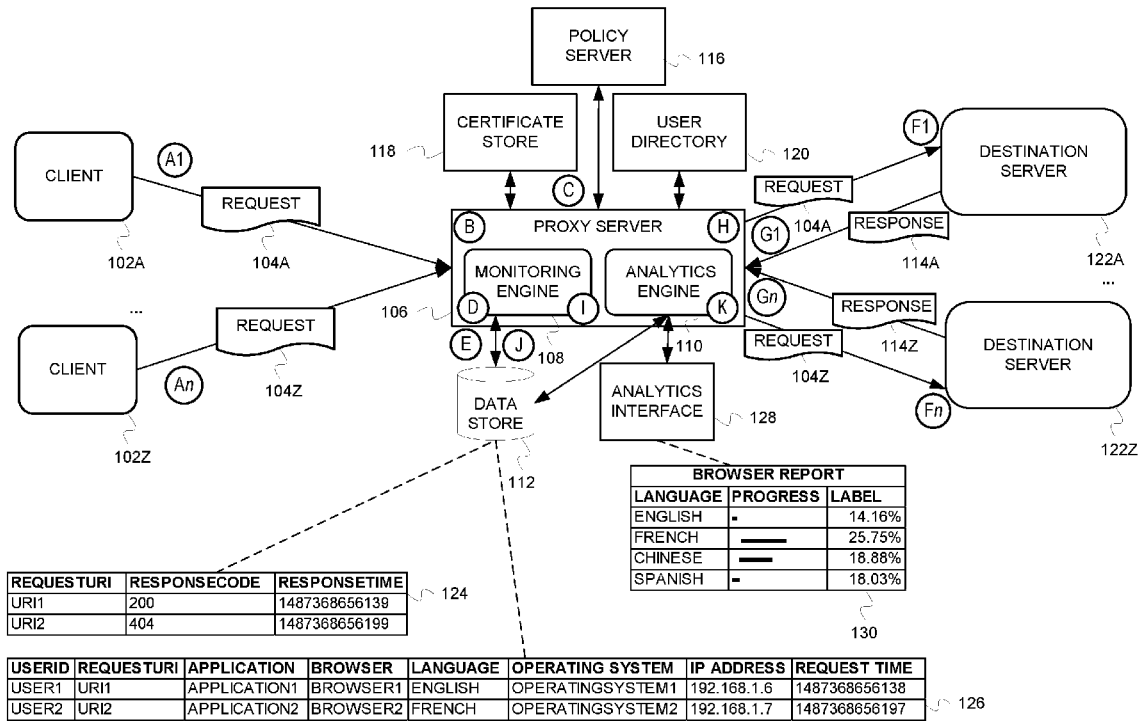 POLICY
SERVER
116
CERTIFICATE
STORE
118
USER
DIRECTORY
120
C
CLIENT
A1
REQUEST
104A
102A
...
CLIENT
An
REQUEST
104Z
102Z
B
PROXY SERVER
H
MONITORING
ENGINE
D
I
ANALYTICS
ENGINE
K
106
108
110
E
J
DATA
STORE
112
ANALYTICS
INTERFACE
128
F1
REQUEST
104A
G1
RESPONSE
114A
DESTINATION
SERVER
122A
...
Gn
RESPONSE
114Z
REQUEST
104Z
Fn
DESTINATION
SERVER
122Z
BROWSER REPORT
LANGUAGE PROGRESS LABEL
ENGLISH 14.16%
FRENCH 25.75%
CHINESE 18.88%
SPANISH 18.03%
130
REQUESTURI RESPONSECODE RESPONSETIME
URI1 200 1487368656139
URI2 404 1487368656199
124
USERID REQUESTURI APPLICATION BROWSER LANGUAGE OPERATING SYSTEM IP ADDRESS REQUEST TIME
USER1 URI1 APPLICATION1 BROWSER1 ENGLISH OPERATINGSYSTEM1 192.168.1.6 1487368656138
USER2 URI2 APPLICATION2 BROWSER2 FRENCH OPERATINGSYSTEM2 192.168.1.7 1487368656197
126